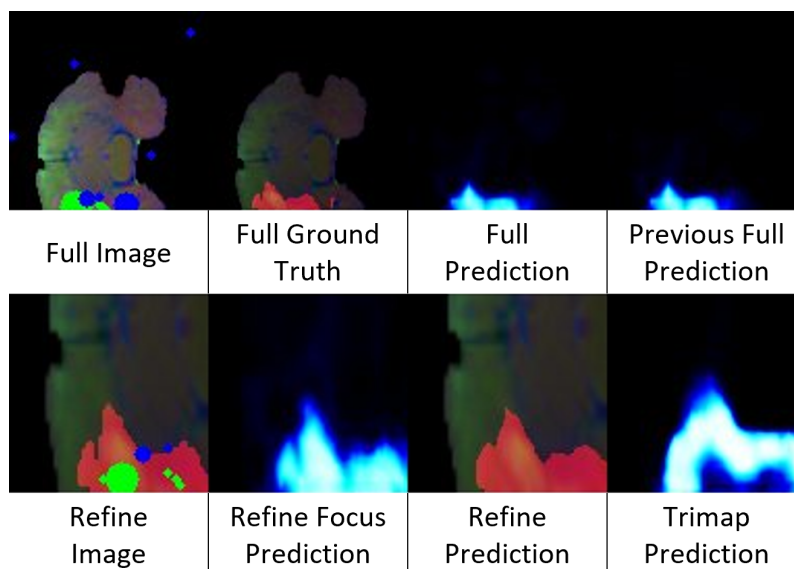 Full Image
Full Ground
Truth
Full
Prediction
Previous Full
Prediction
Refine
Image
Refine Focus
Prediction
Refine
Prediction
Trimap
Prediction